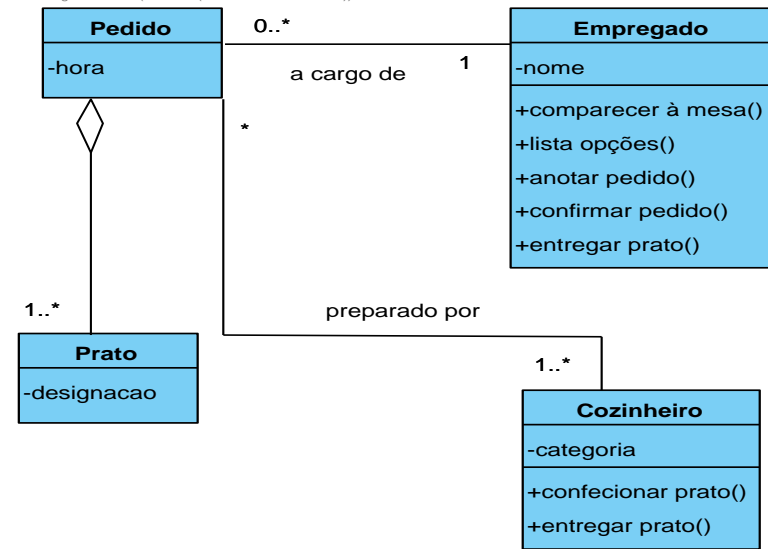 Pedido
-hora
0..*
a cargo de
1
Empregado
-nome
+comparecer à mesa()
+lista opções()
+anotar pedido()
+confirmar pedido()
+entregar prato()
*
1..*
Prato
-designacao
preparado por
1..*
Cozinheiro
-categoria
+confecionar prato()
+entregar prato()